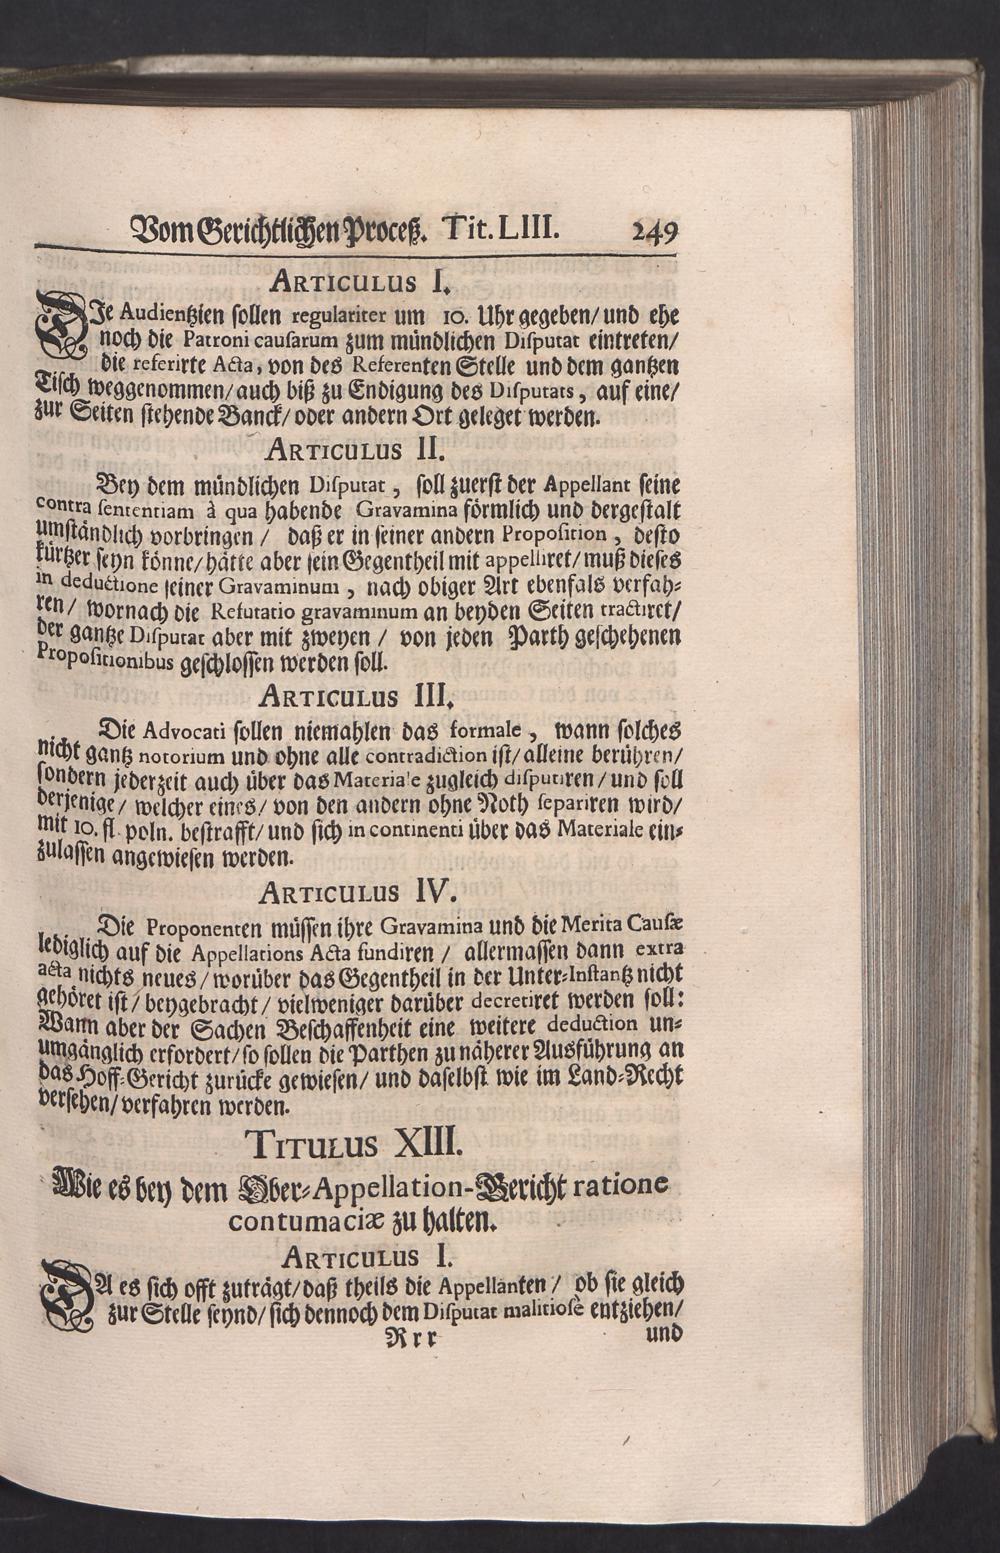 Vom Gerichtlichen Proceß. Tit. LIII. 249
ARTICULUS I.
DIe Audientzien sollen regulariter um 10. Uhr gegeben/ und ehe
noch die Patroni causarum zum mündlichen Disputat eintreten/
die referirte Acta, von des Referenten Stelle und dem gantzen
Tisch weggenommen/ auch biß zu Endigung des Disputats, auf eine/
zur Seiten stehende Banck/ oder andern Ort geleget werden.
ARTICULUS II.
Bey dem mündlichen Disputat, soll zuerst der Appellant seine
contra sententiam à qua habende Gravamina förmlich und dergestalt
umständlich vorbringen / daß er in seiner andern Proposition, desto
kürtzer seyn könne/ hätte aber sein Gegentheil mit appelliret/ muß dieses
in deductione seiner Gravaminum, nach obiger Art ebenfals verfah-
ren/ wornach die Refutatio gravaminum an beyden Seiten tractiret/
der gantze Disputat aber mit zweyen / von jeden Parth geschehenen
Propositionibus geschlossen werden soll.
ARTICULUS III.
Die Advocati sollen niemahlen das formale, wann solches
nicht gantz notorium und ohne alle contradiction ist/ alleine berühren/
sondern jederzeit auch über das Materiale zugleich disputiren/ und soll
derjenige/ welcher eines/ von den andern ohne Noth separiren wird/
mit 10. fl. poln. bestrafft/ und sich in continenti über das Materiale ein-
zulassen angewiesen werden.
ARTICULUS IV.
Die Proponenten müssen ihre Gravamina und die Merita Causæ
lediglich auf die Appellations Acta fundiren / allermassen dann extra
acta nichts neues/ worüber das Gegentheil in der Unter-Instantz nicht
gehöret ist/ beygebracht/ vielweniger darüber decretiret werden soll:
Wann aber der Sachen Beschaffenheit eine weitere deduction un-
umgänglich erfordert/ so sollen die Parthen zu näherer Ausführung an
das Hoff-Gericht zurücke gewiesen/ und daselbst wie im Land-Recht
versehen/ verfahren werden.
TITULUS XIII.
Wie es bey dem Ober-Appellation-Gericht ratione
contumaciæ zu halten.
ARTICULUS I.
DA es sich offt zuträgt/ daß theils die Appellanten / ob sie gleich
zur Stelle seynd/ sich dennoch dem Disputat malitiosè entziehen/
Rrr und